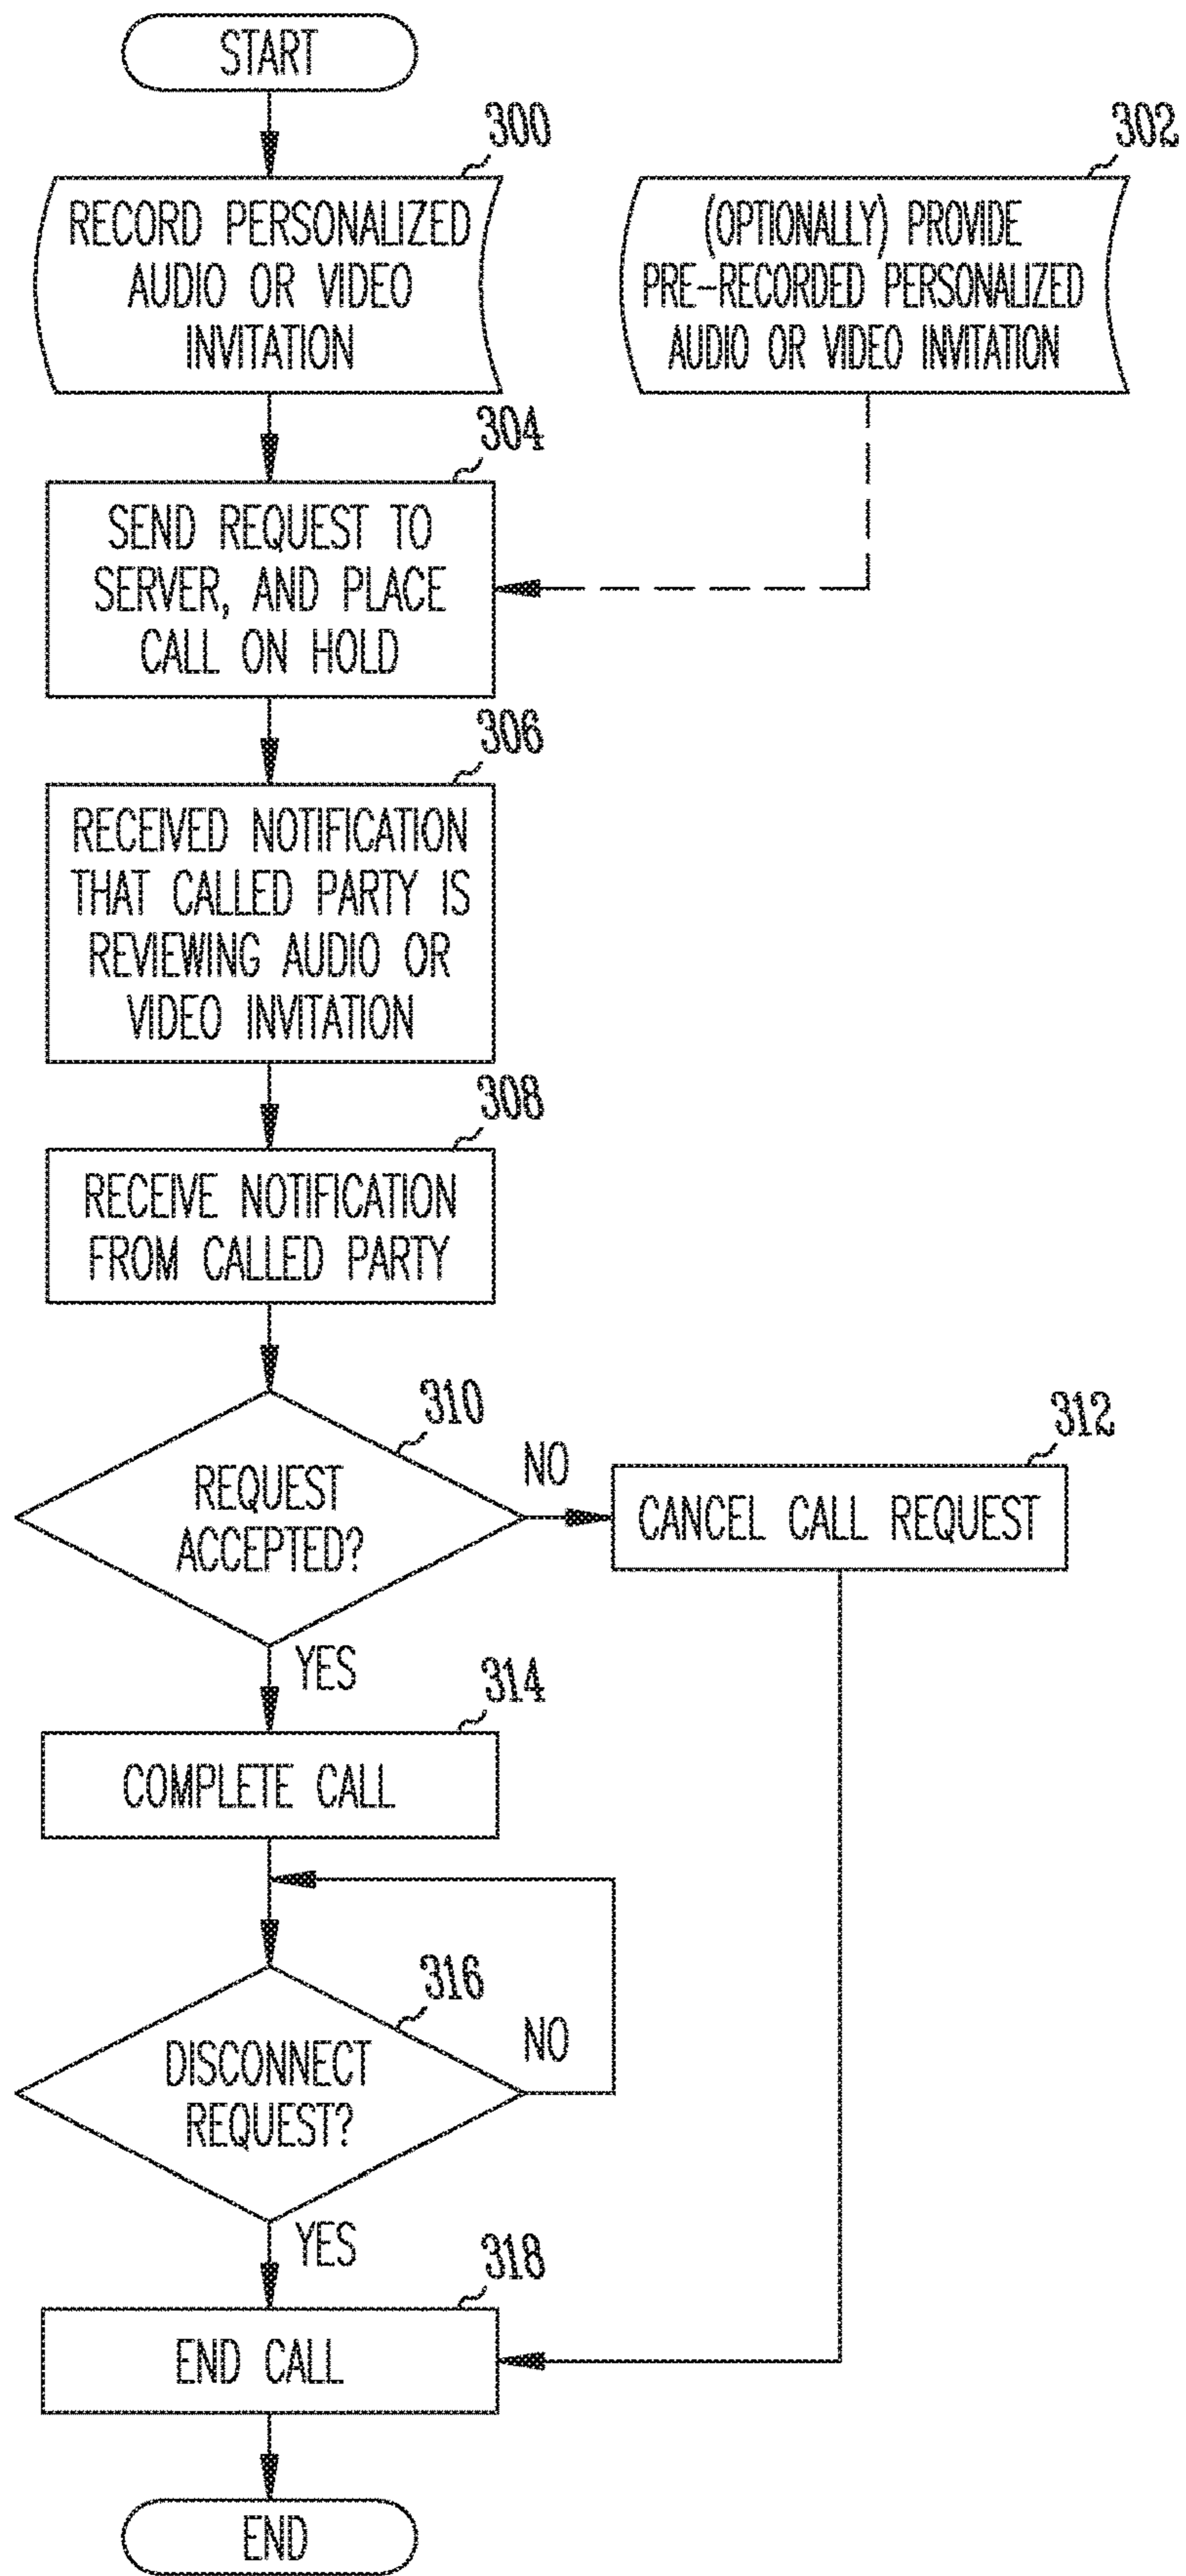 START
300
RECORD PERSONALIZED
AUDIO OR VIDEO
INVITATION
302
(OPTIONALLY) PROVIDE
PRE-RECORDED PERSONALIZED
AUDIO OR VIDEO INVITATION
304
SEND REQUEST TO
SERVER, AND PLACE
CALL ON HOLD
306
RECEIVED NOTIFICATION
THAT CALLED PARTY IS
REVIEWING AUDIO OR
VIDEO INVITATION
308
RECEIVE NOTIFICATION
FROM CALLED PARTY
310
REQUEST
ACCEPTED?
NO
312
CANCEL CALL REQUEST
YES
314
COMPLETE CALL
316
DISCONNECT
REQUEST?
NO
YES
318
END CALL
END